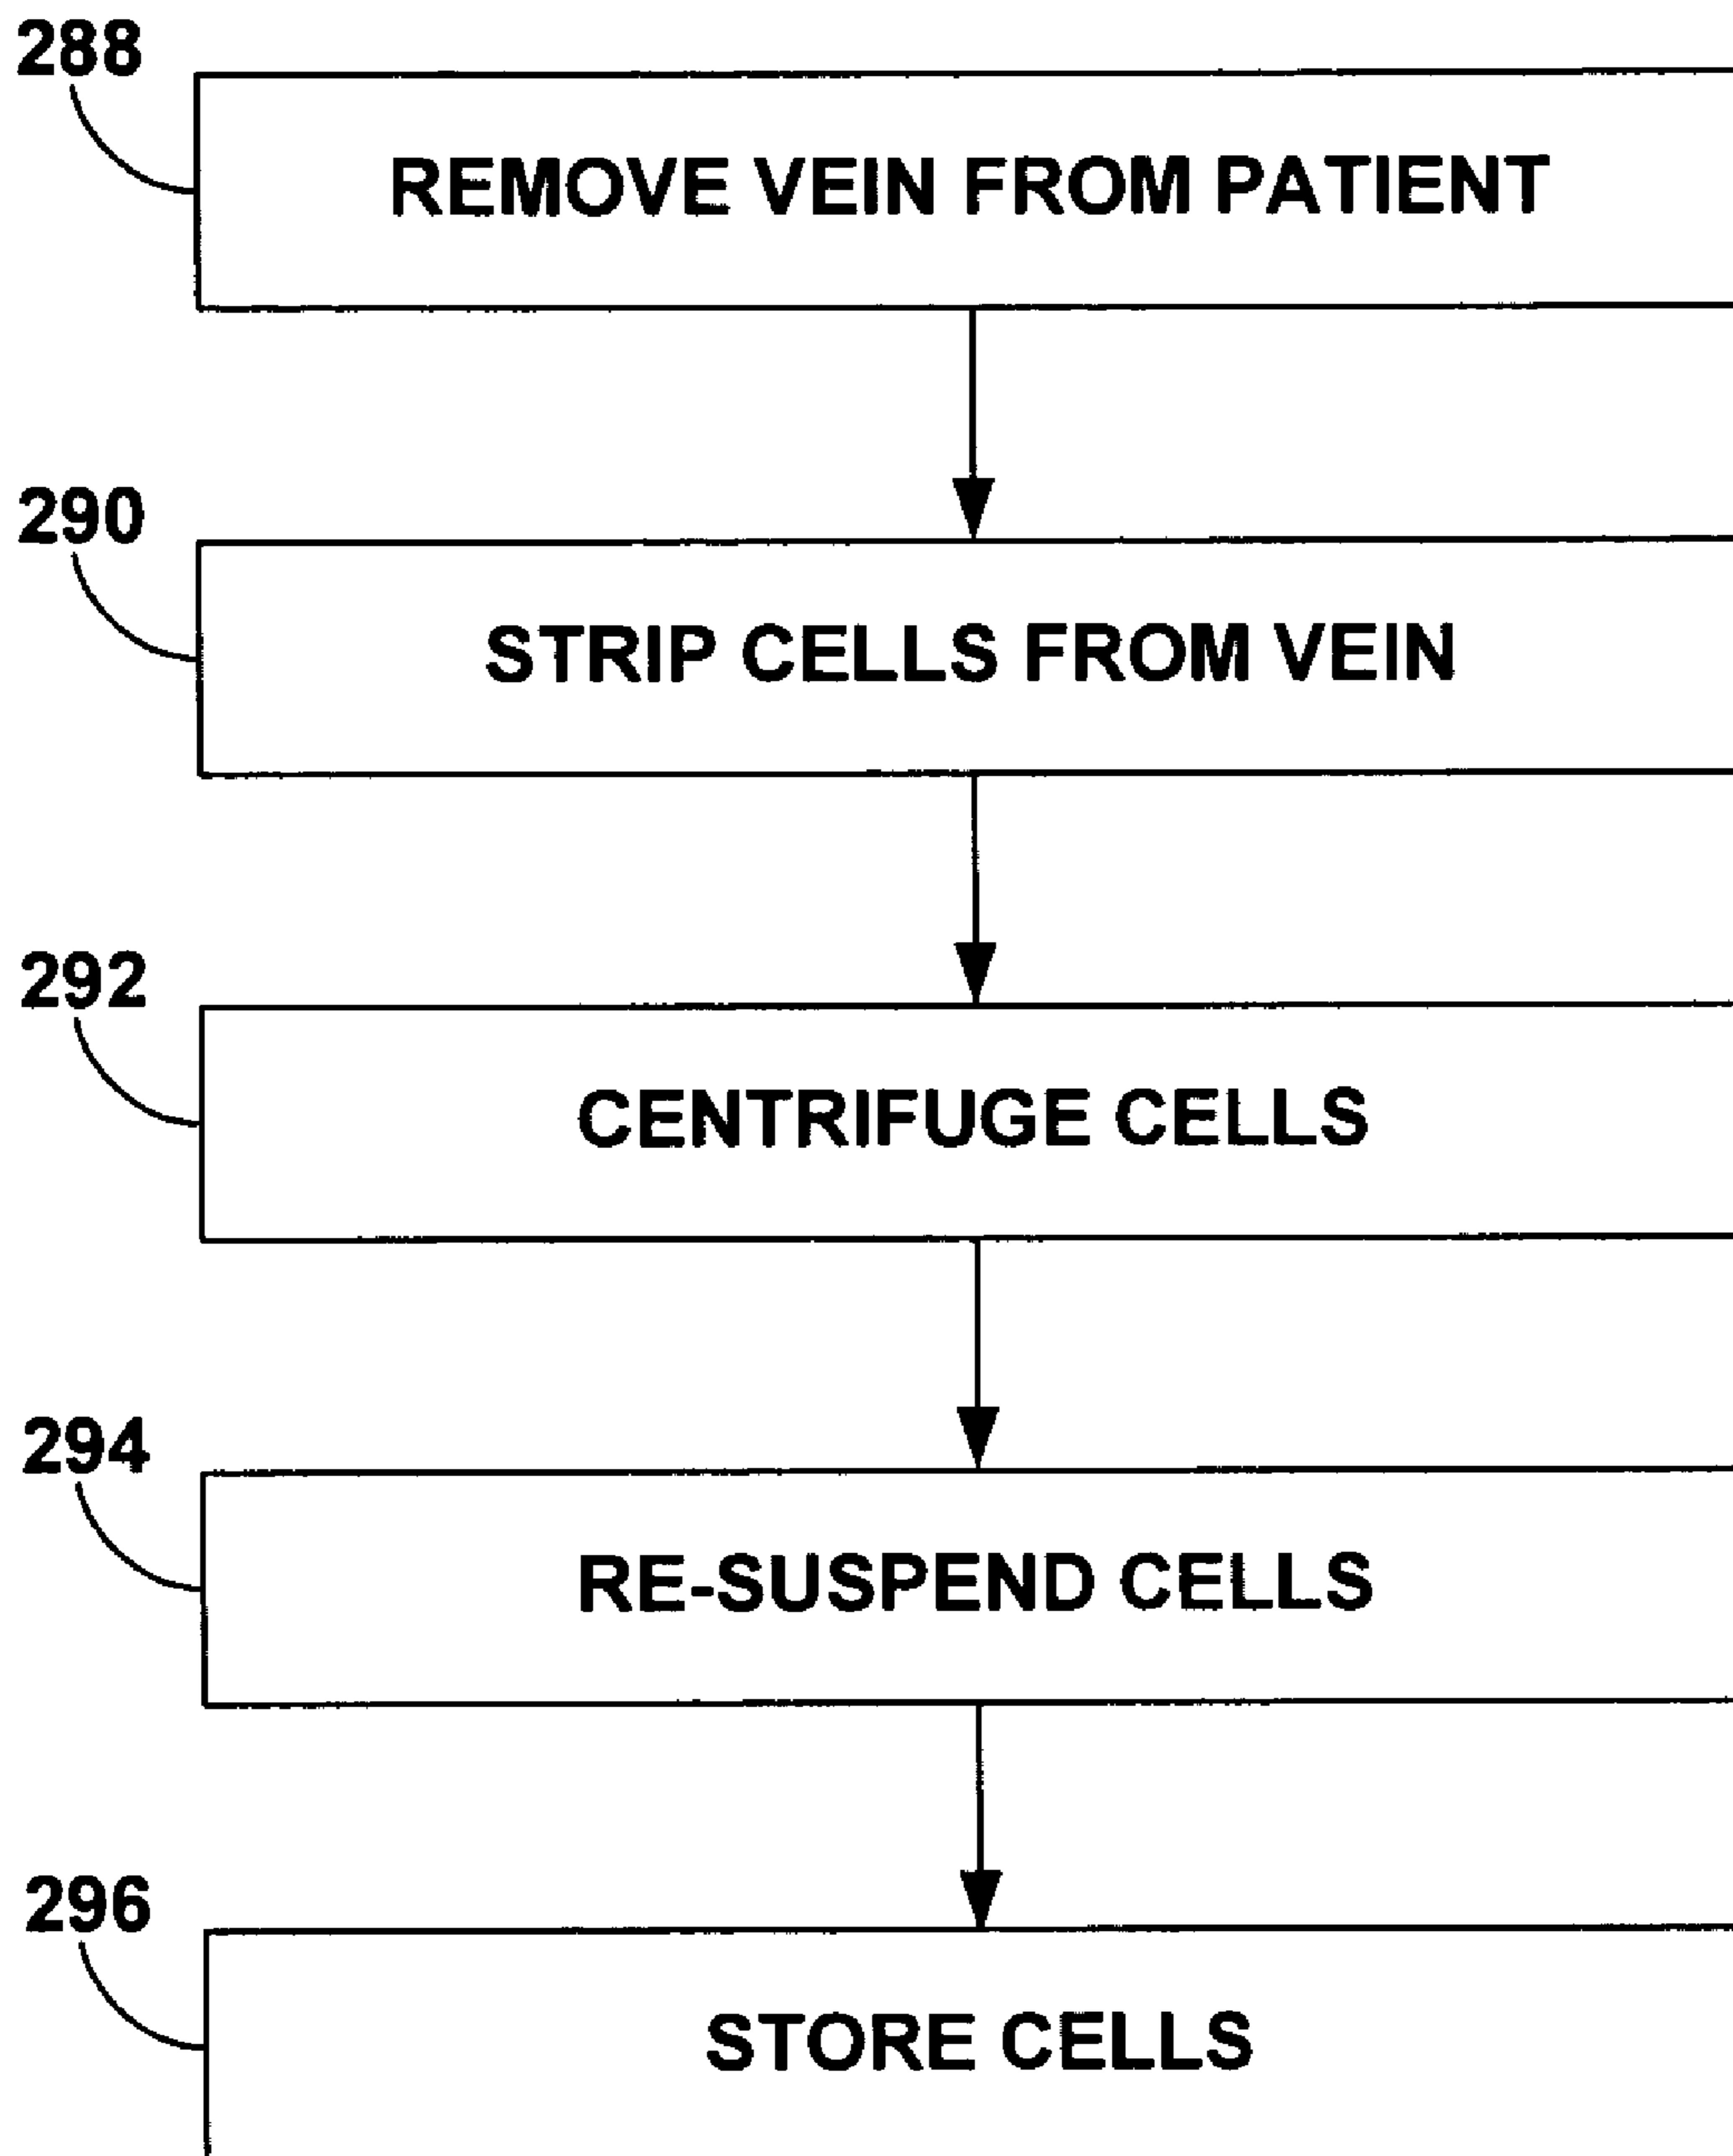 288
REMOVE VEIN FROM PATIENT
290
STRIP CELLS FROM VEIN
292
CENTRIFUGE CELLS
294
RE-SUSPEND CELLS
296
STORE CELLS